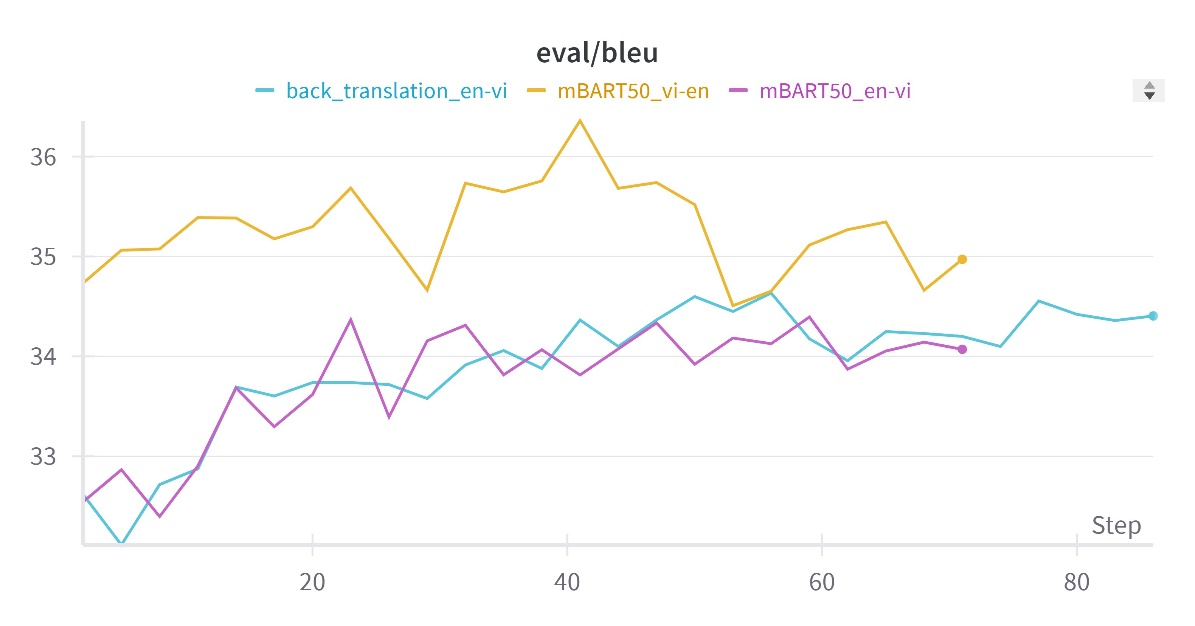 eval/bleu
back_translation_en-vi mBART50_vi-en mBART50_en-vi
36
35
34
33
Step
20 40 60 80